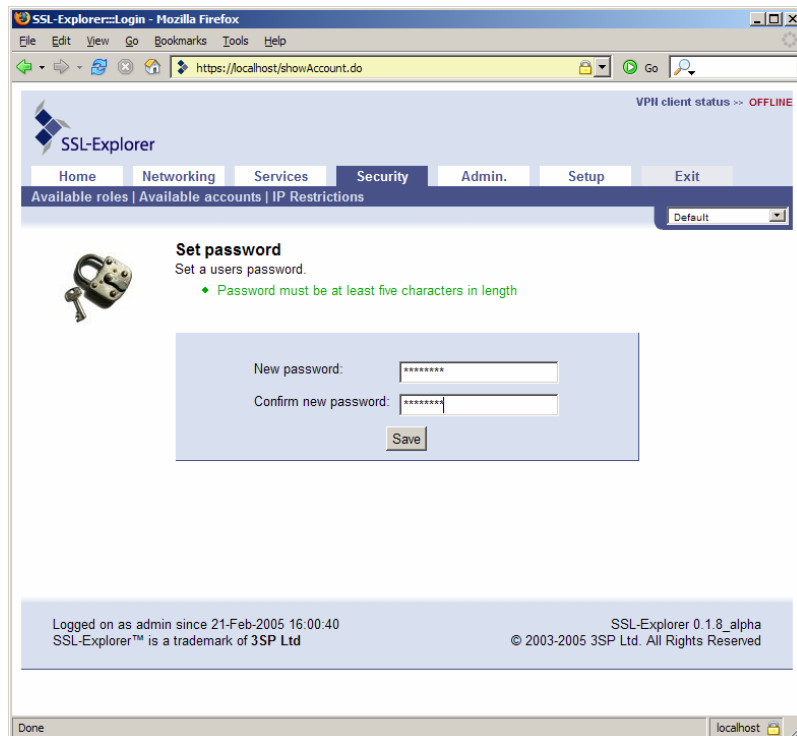 SSL-Explorer:::Login - Mozilla Firefox
File Edit View Go Bookmarks Tools Help
https://localhost/showAccount.do Go
VPN client status >> OFFLINE
SSL-Explorer
Home Networking Services Security Admin. Setup Exit
Available roles | Available accounts | IP Restrictions
Default
Set password
Set a users password.
Password must be at least five characters in length
New password: ********
Confirm new password: ********
Save
Logged on as admin since 21-Feb-2005 16:00:40
SSL-Explorer 0.1.8_alpha
SSL-Explorer™ is a trademark of 3SP Ltd
© 2003-2005 3SP Ltd. All Rights Reserved
Done
localhost